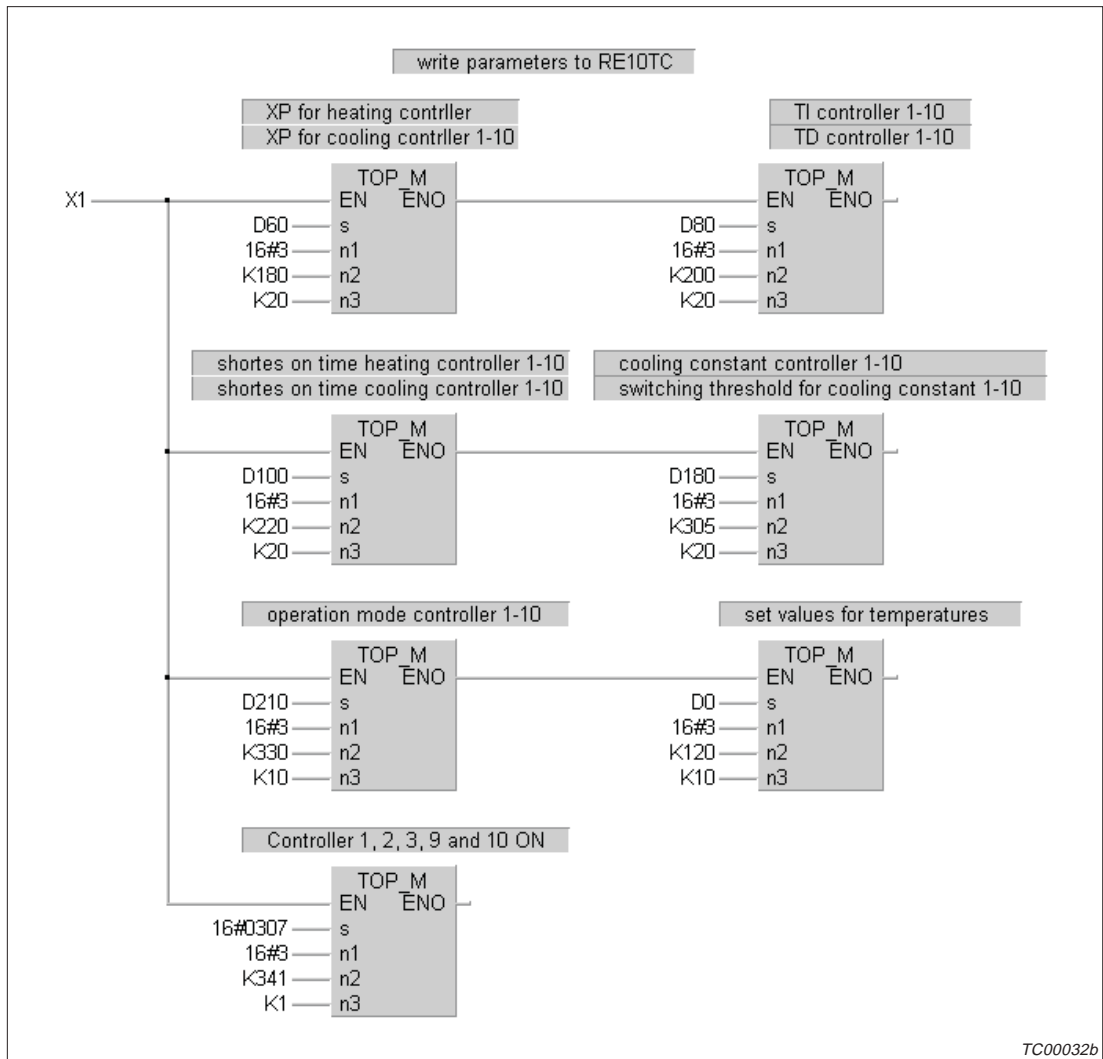 write parameters to RE10TC
XP for heating contrller
XP for cooling contrller 1-10
TI controller 1-10
TD controller 1-10
X1
TOP_M
EN ENO
D60 s
16#3 n1
K180 n2
K20 n3
TOP_M
EN ENO
D80 s
16#3 n1
K200 n2
K20 n3
shortes on time heating controller 1-10
shortes on time cooling controller 1-10
cooling constant controller 1-10
switching threshold for cooling constant 1-10
TOP_M
EN ENO
D100 s
16#3 n1
K220 n2
K20 n3
TOP_M
EN ENO
D180 s
16#3 n1
K305 n2
K20 n3
operation mode controller 1-10
set values for temperatures
TOP_M
EN ENO
D210 s
16#3 n1
K330 n2
K10 n3
TOP_M
EN ENO
D0 s
16#3 n1
K120 n2
K10 n3
Controller 1, 2, 3, 9 and 10 ON
TOP_M
EN ENO
16#0307 s
16#3 n1
K341 n2
K1 n3
TC00032b